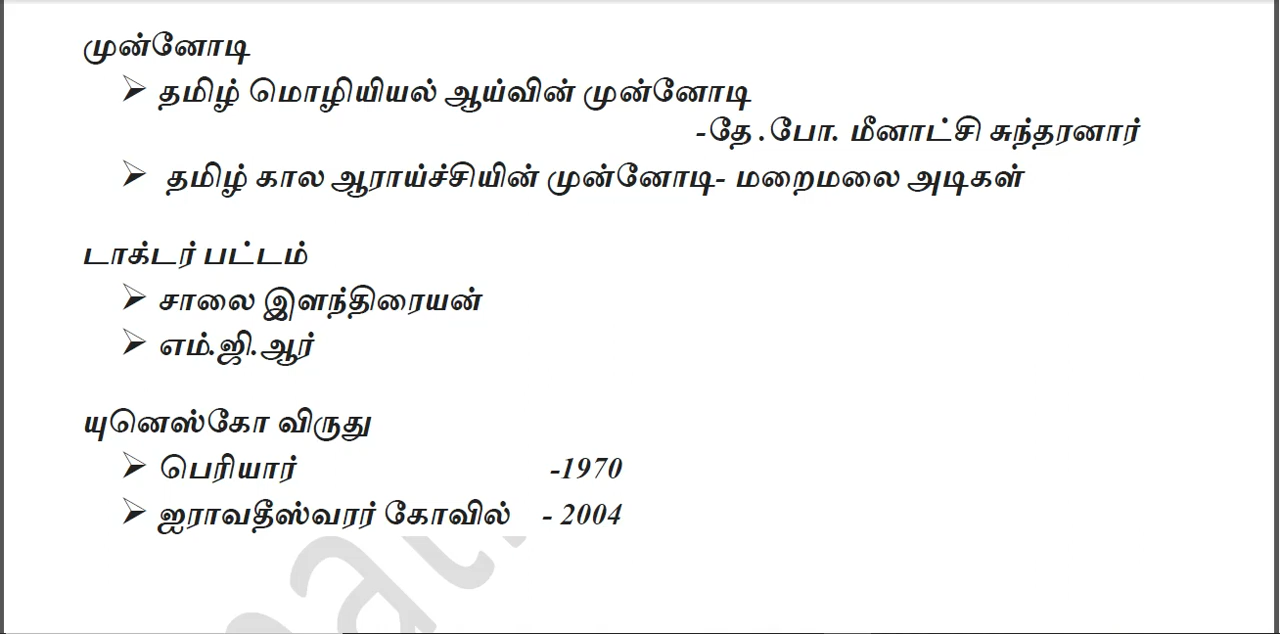 முன்னோடி
➢ தமிழ் மொழியியல் ஆய்வின் முன்னோடி
-தே .போ. மீனாட்சி சுந்தரனார்
➢ தமிழ் கால ஆராய்ச்சியின் முன்னோடி- மறைமலை அடிகள்
டாக்டர் பட்டம்
➢ சாலை இளந்திரையன்
➢ எம்.ஜி.ஆர்
யுனெஸ்கோ விருது
➢ பெரியார் -1970
➢ ஐராவதீஸ்வரர் கோவில் - 2004